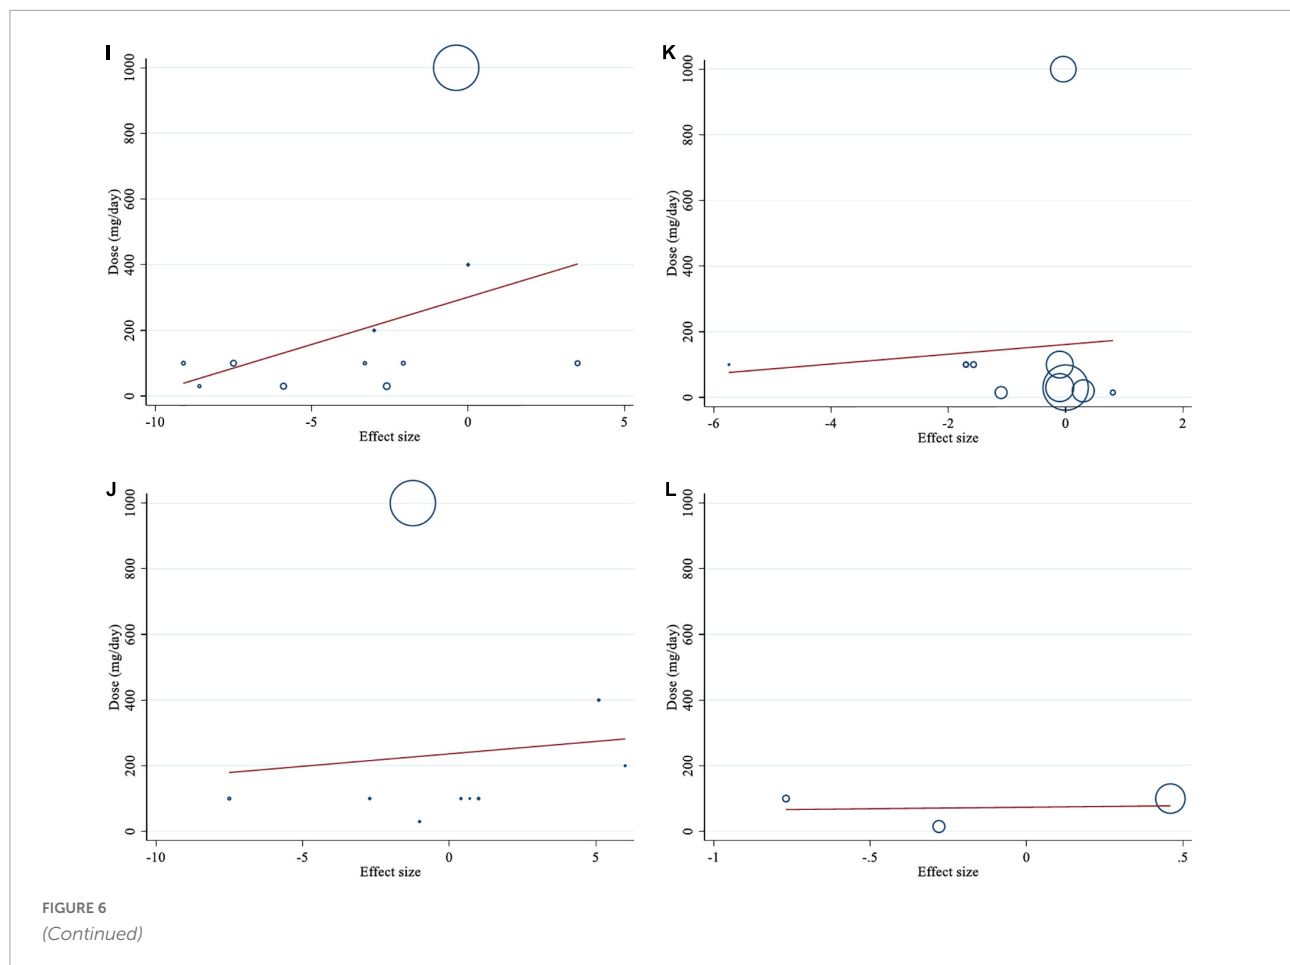 I
1000
800
600
400
200
0
Dose (mg/day)
-10
-5
0
5
Effect size
K
1000
800
600
400
200
0
Dose (mg/day)
-6
-4
-2
0
2
Effect size
J
1000
800
600
400
200
0
Dose (mg/day)
-10
-5
0
5
Effect size
L
1000
800
600
400
200
0
Dose (mg/day)
-1
-.5
0
.5
Effect size
FIGURE 6
(Continued)